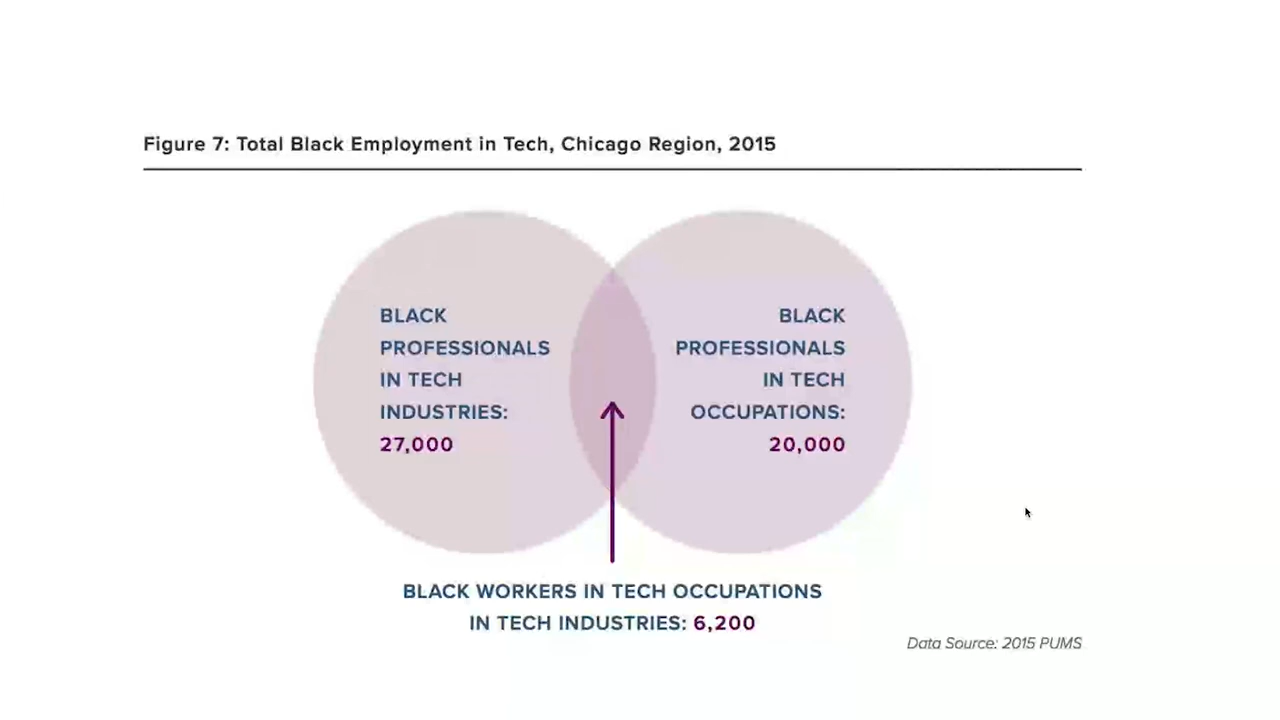 Figure 7: Total Black Employment in Tech, Chicago Region, 2015
BLACK
PROFESSIONALS
IN TECH
INDUSTRIES:
27,000
BLACK
PROFESSIONALS
IN TECH
OCCUPATIONS:
20,000
BLACK WORKERS IN TECH OCCUPATIONS
IN TECH INDUSTRIES: 6,200
Data Source: 2015 PUMS